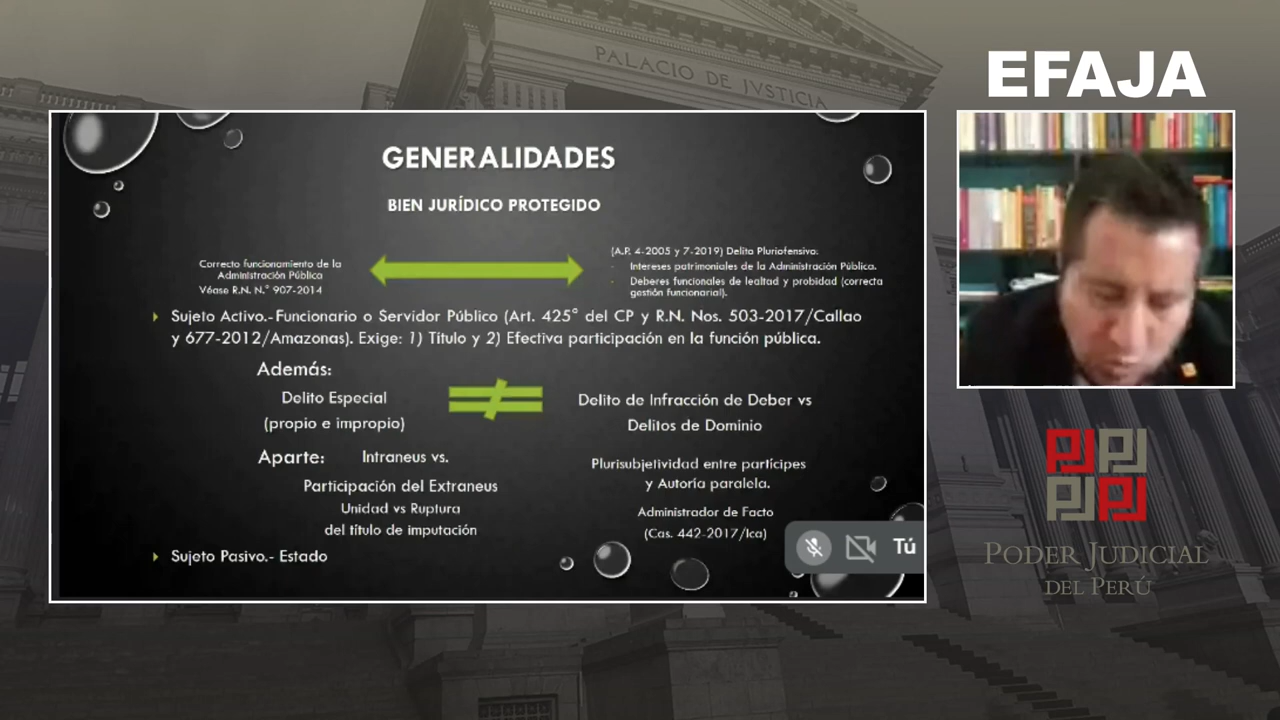 PALACIO DE JUSTICIA
EFAJA
GENERALIDADES
BIEN JURÍDICO PROTEGIDO
Correcto funcionamiento de la
Administración Pública
Véase R.N. N.° 907-2014
(A.P. 4-2005 y 7-2019) Delito Pluriofensivo:
Intereses patrimoniales de la Administración Pública.
Deberes funcionales de lealtad y probidad (correcta
gestión funcionarial).
Sujeto Activo.- Funcionario o Servidor Público (Art. 425° del CP y R.N. Nos. 503-2017/Callao
y 677-2012/Amazonas). Exige: 1) Título y 2) Efectiva participación en la función pública.
Además:
Delito Especial
(propio e impropio)
Delito de Infracción de Deber vs
Delitos de Dominio
Aparte: Intraneus vs.
Participación del Extraneus
Unidad vs Ruptura
del título de imputación
Plurisubjetividad entre partícipes
y Autoría paralela.
Administrador de Facto
(Cas. 442-2017/Ica)
Sujeto Pasivo.- Estado
Tú
PJ PJ
PJ PJ
PODER JUDICIAL
DEL PERÚ